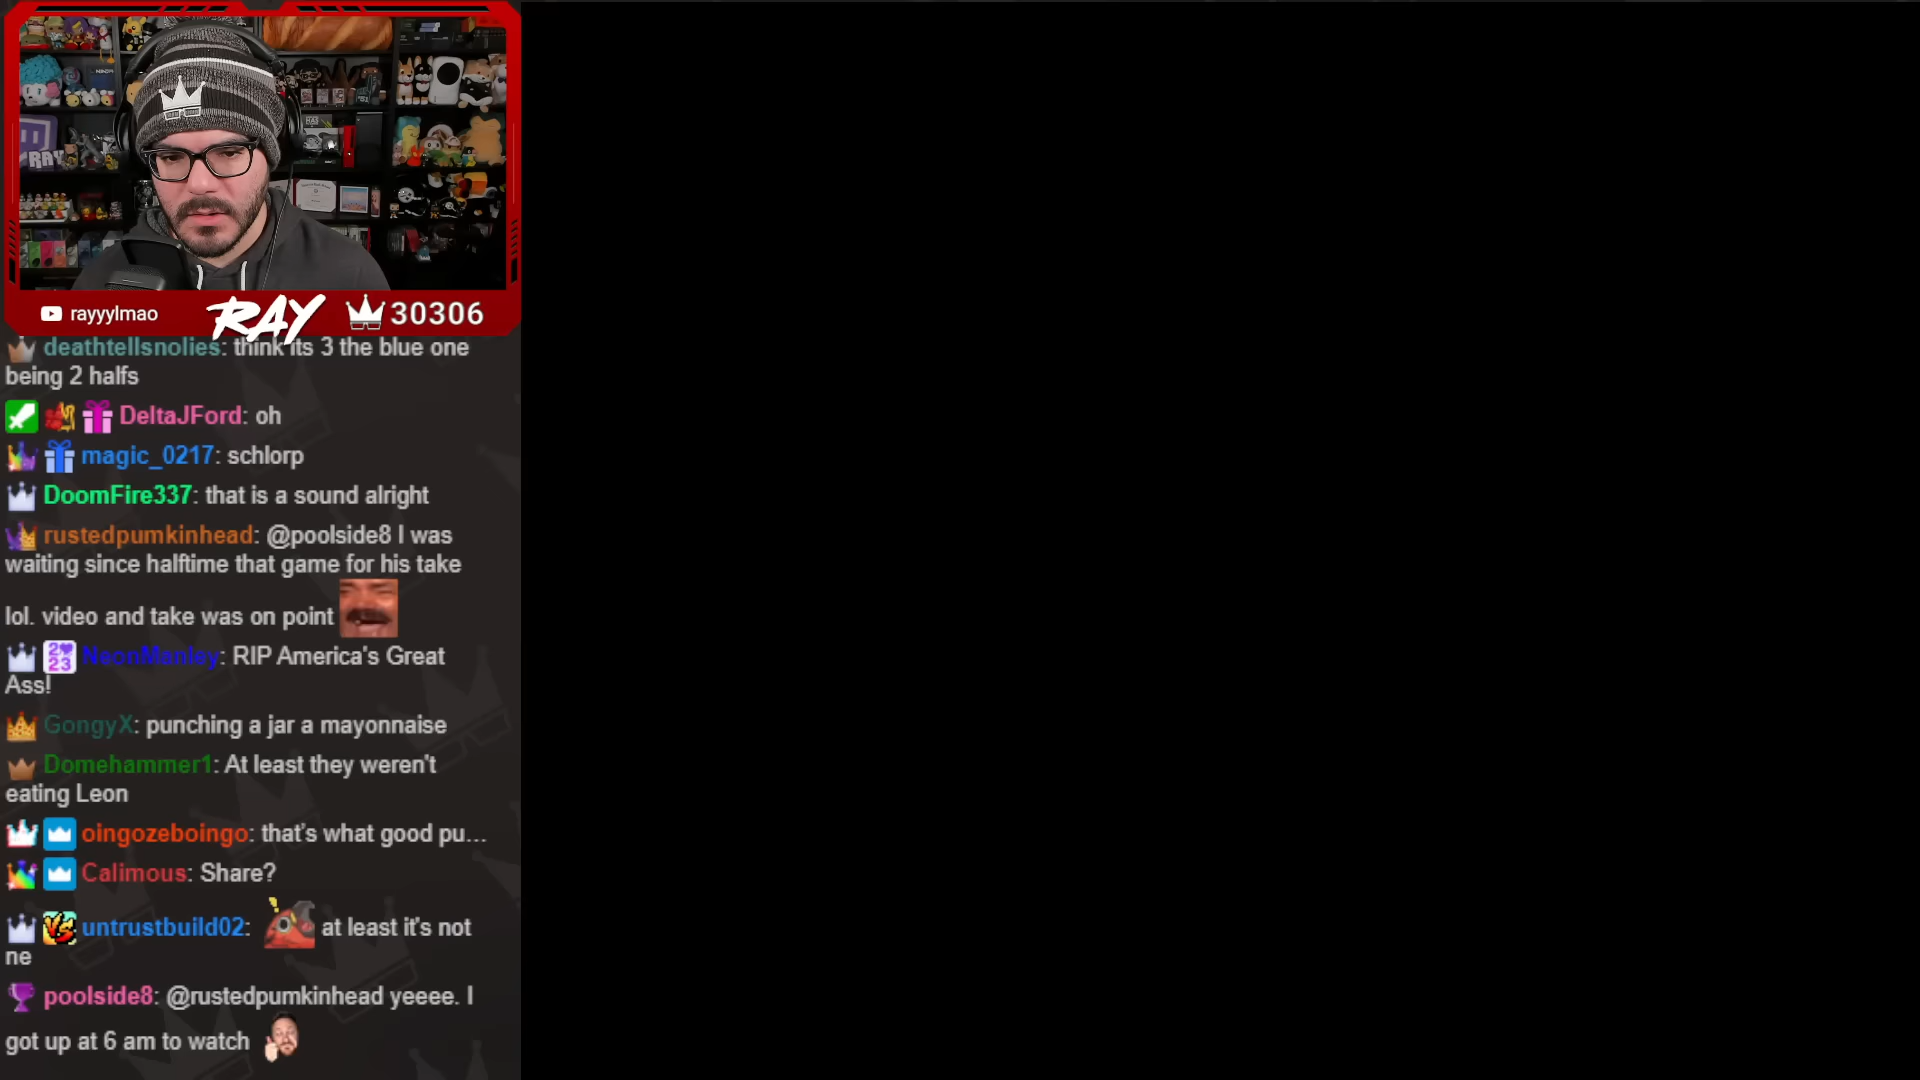 rayyylmao RAY 30306
deathtellsnolies: think its 3 the blue one
being 2 halfs
DeltaJFord: oh
magic_0217: schlorp
DoomFire337: that is a sound alright
rustedpumkinhead: @poolside8 I was
waiting since halftime that game for his take
lol. video and take was on point
2023 NeonManley: RIP America's Great
Ass!
GongyX: punching a jar a mayonnaise
Domehammer1: At least they weren't
eating Leon
oingozeboingo: that's what good pu...
Calimous: Share?
VS untrustbuild02: at least it's not
ne
poolside8: @rustedpumkinhead yeeee. I
got up at 6 am to watch